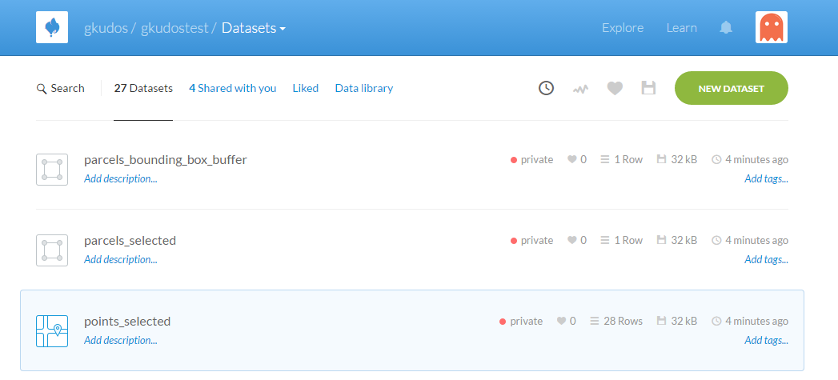 gkudos / gkudostest / Datasets Explore Learn
Search 27 Datasets 4 Shared with you Liked Data library NEW DATASET
parcels_bounding_box_buffer private 0 1 Row 32 kB 4 minutes ago
Add description... Add tags...
parcels_selected private 0 1 Row 32 kB 4 minutes ago
Add description... Add tags...
points_selected private 0 28 Rows 32 kB 4 minutes ago
Add description... Add tags...